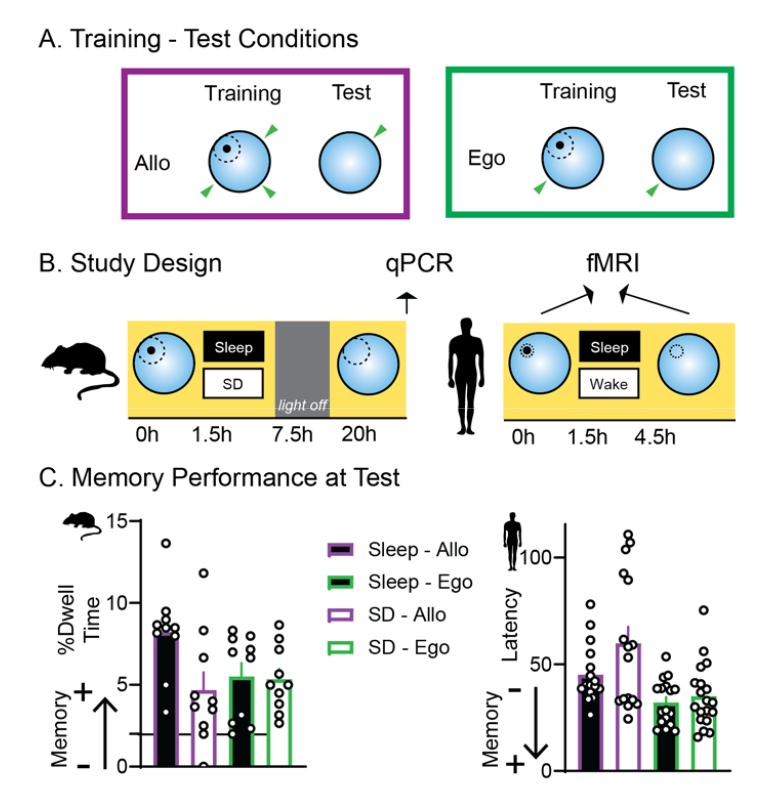 A. Training - Test Conditions
Training Test
Allo
Training Test
Ego
B. Study Design
qPCR
fMRI
Sleep
SD
light off
0h 1.5h 7.5h 20h
Sleep
Wake
0h 1.5h 4.5h
C. Memory Performance at Test
%Dwell
Time
Memory
+
-
15
10
5
0
Sleep - Allo
Sleep - Ego
SD - Allo
SD - Ego
Latency
Memory
-
+
100
50
0